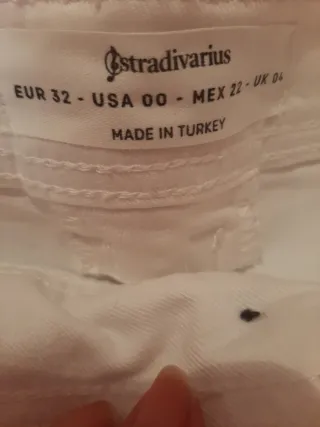 stradivarius
EUR 32 - USA 00 - MEX 22 - UK 04
MADE IN TURKEY